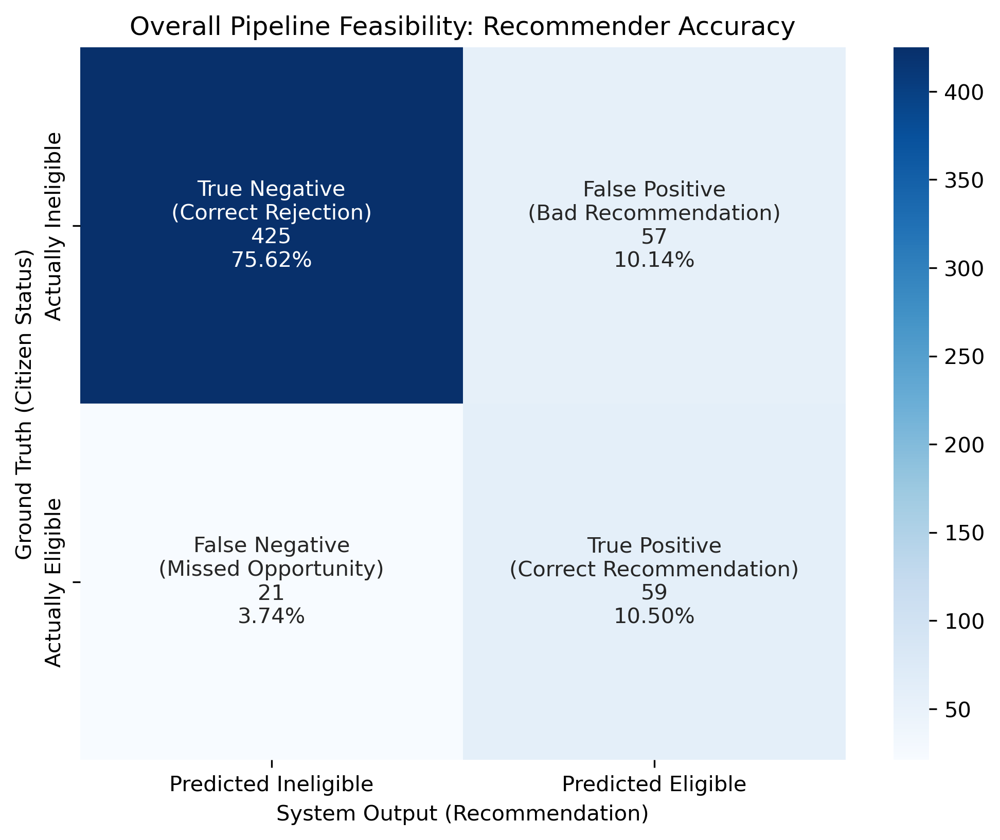 Overall Pipeline Feasibility: Recommender Accuracy
Ground Truth (Citizen Status)
Actually Ineligible
Actually Eligible
True Negative
(Correct Rejection)
425
75.62%
False Positive
(Bad Recommendation)
57
10.14%
False Negative
(Missed Opportunity)
21
3.74%
True Positive
(Correct Recommendation)
59
10.50%
Predicted Ineligible
Predicted Eligible
System Output (Recommendation)
400
350
300
250
200
150
100
50